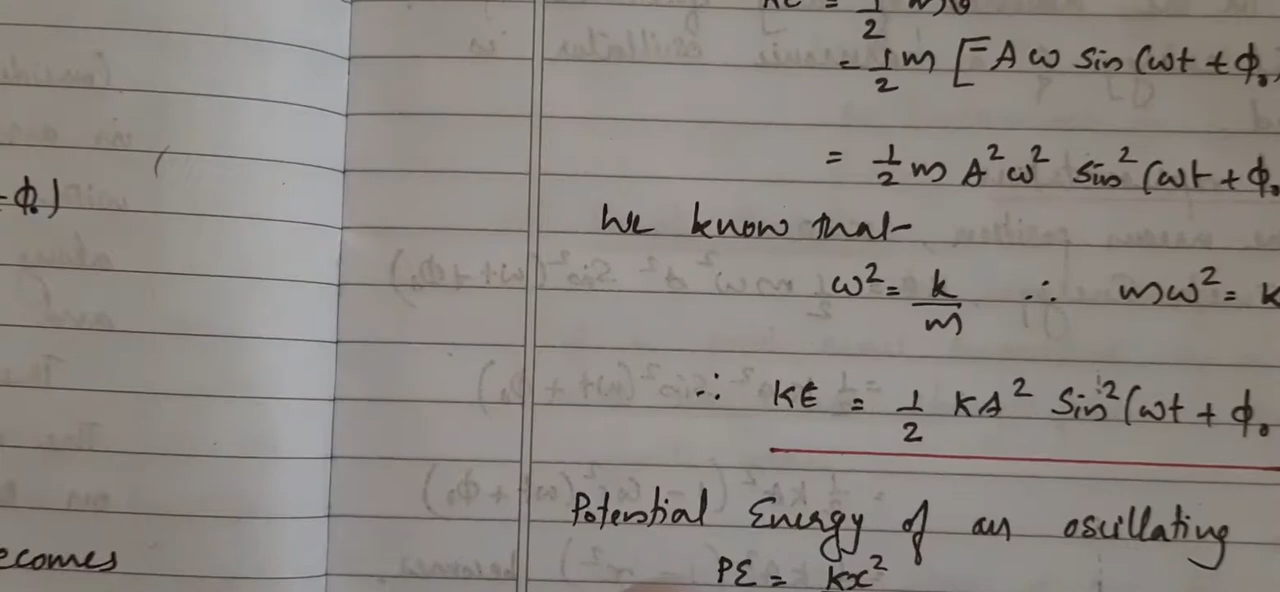 2
= 1/2 m [-A ω sin (ωt + ϕ₀
= 1/2 m A² ω² sin² (ωt + ϕ₀
-ϕ₀)
We know that-
ω² = k/m ∴ mω² = k
∴ KE = 1/2 KA² Sin² (ωt + ϕ₀
Potential Energy of an oscillating
ecomes
PE = kx²